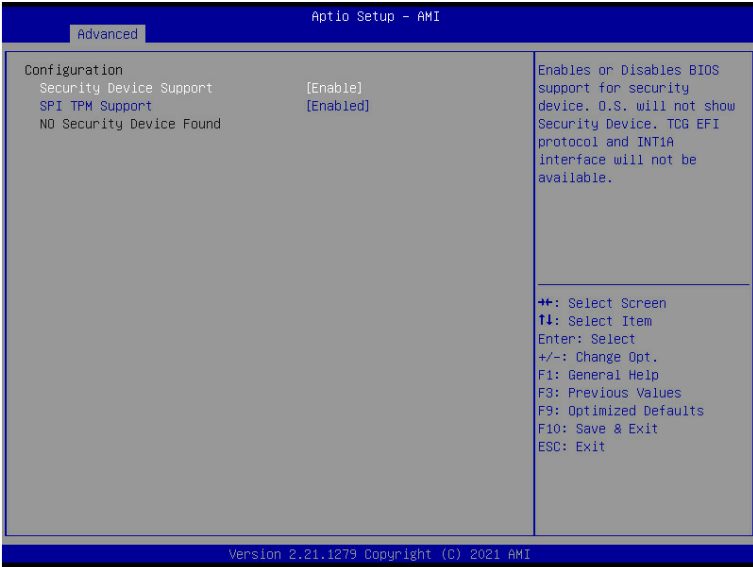 Aptio Setup - AMI
Advanced
Configuration
Security Device Support [Enable]
SPI TPM Support [Enabled]
NO Security Device Found
Enables or Disables BIOS
support for security
device. O.S. will not show
Security Device. TCG EFI
protocol and INT1A
interface will not be
available.
→←: Select Screen
↑↓: Select Item
Enter: Select
+/-: Change Opt.
F1: General Help
F3: Previous Values
F9: Optimized Defaults
F10: Save & Exit
ESC: Exit
Version 2.21.1279 Copyright (C) 2021 AMI